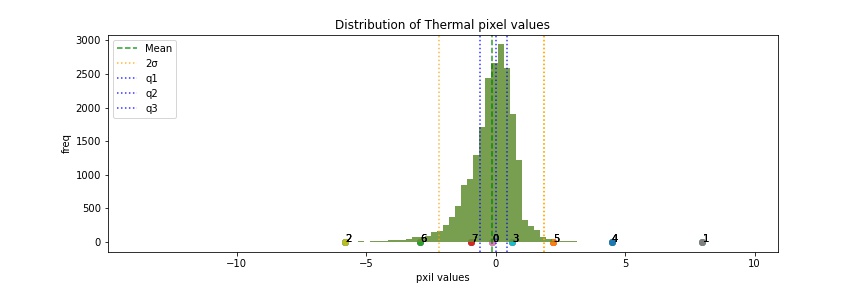 Distribution of Thermal pixel values
Mean
2σ
q1
q2
q3
3000
2500
2000
1500
1000
500
0
freq
2 6 7 0 3 5 4 1
−10 −5 0 5 10
pxil values